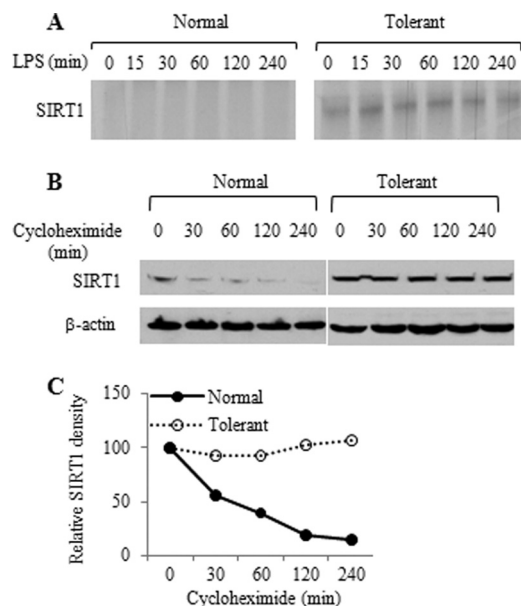 A
Normal
Tolerant
LPS (min)
0 15 30 60 120 240
0 15 30 60 120 240
SIRT1
B
Normal
Tolerant
Cycloheximide
(min)
0 30 60 120 240
0 30 60 120 240
SIRT1
β-actin
C
Relative SIRT1 density
150
100
50
0
Normal
Tolerant
0 30 60 120 240
Cycloheximide (min)